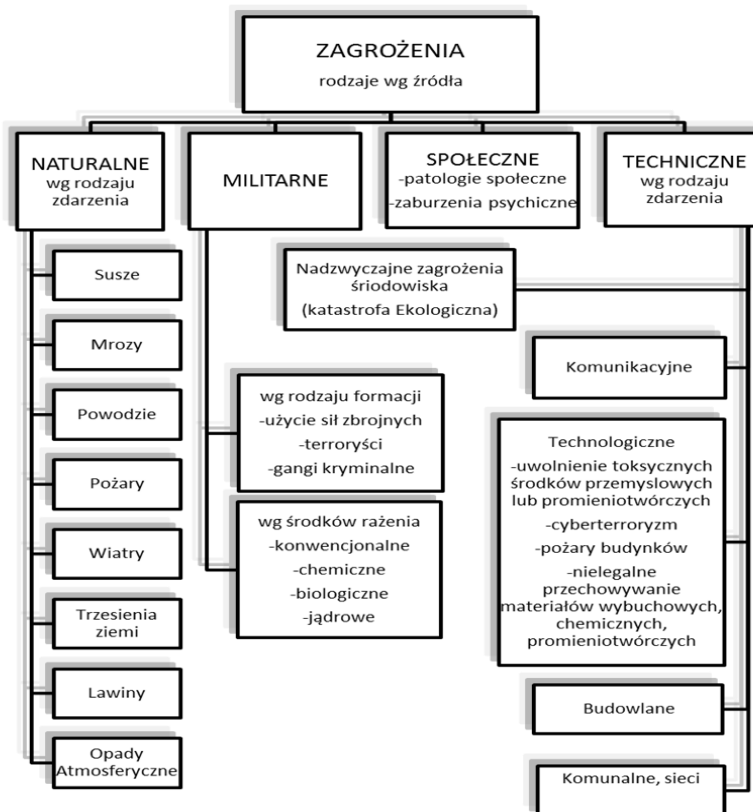 ZAGROŻENIA
rodzaje wg źródła
NATURALNE
wg rodzaju
zdarzenia
MILITARNE
SPOŁECZNE
-patologie społeczne
-zaburzenia psychiczne
TECHNICZNE
wg rodzaju
zdarzenia
Susze
Mrozy
Powodzie
Pożary
Wiatry
Trzesienia
ziemi
Lawiny
Opady
Atmosferyczne
wg rodzaju formacji
-użycie sił zbrojnych
-terroryści
-gangi kryminalne
wg środków rażenia
-konwencjonalne
-chemiczne
-biologiczne
-jądrowe
Nadzwyczajne zagrożenia
śriodowiska
(katastrofa Ekologiczna)
Komunikacyjne
Technologiczne
-uwolnienie toksycznych
środków przemyslowych
lub promieniotwórczych
-cyberterroryzm
-pożary budynków
-nielegalne
przechowywanie
materiałów wybuchowych,
chemicznych,
promieniotwórczych
Budowlane
Komunalne, sieci